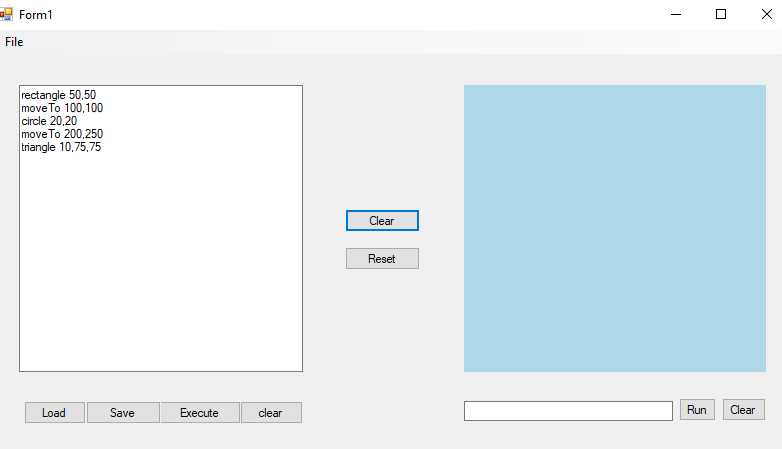 Form1
File
rectangle 50,50
moveTo 100,100
circle 20,20
moveTo 200,250
triangle 10,75,75
Clear
Reset
Load Save Execute clear
Run Clear